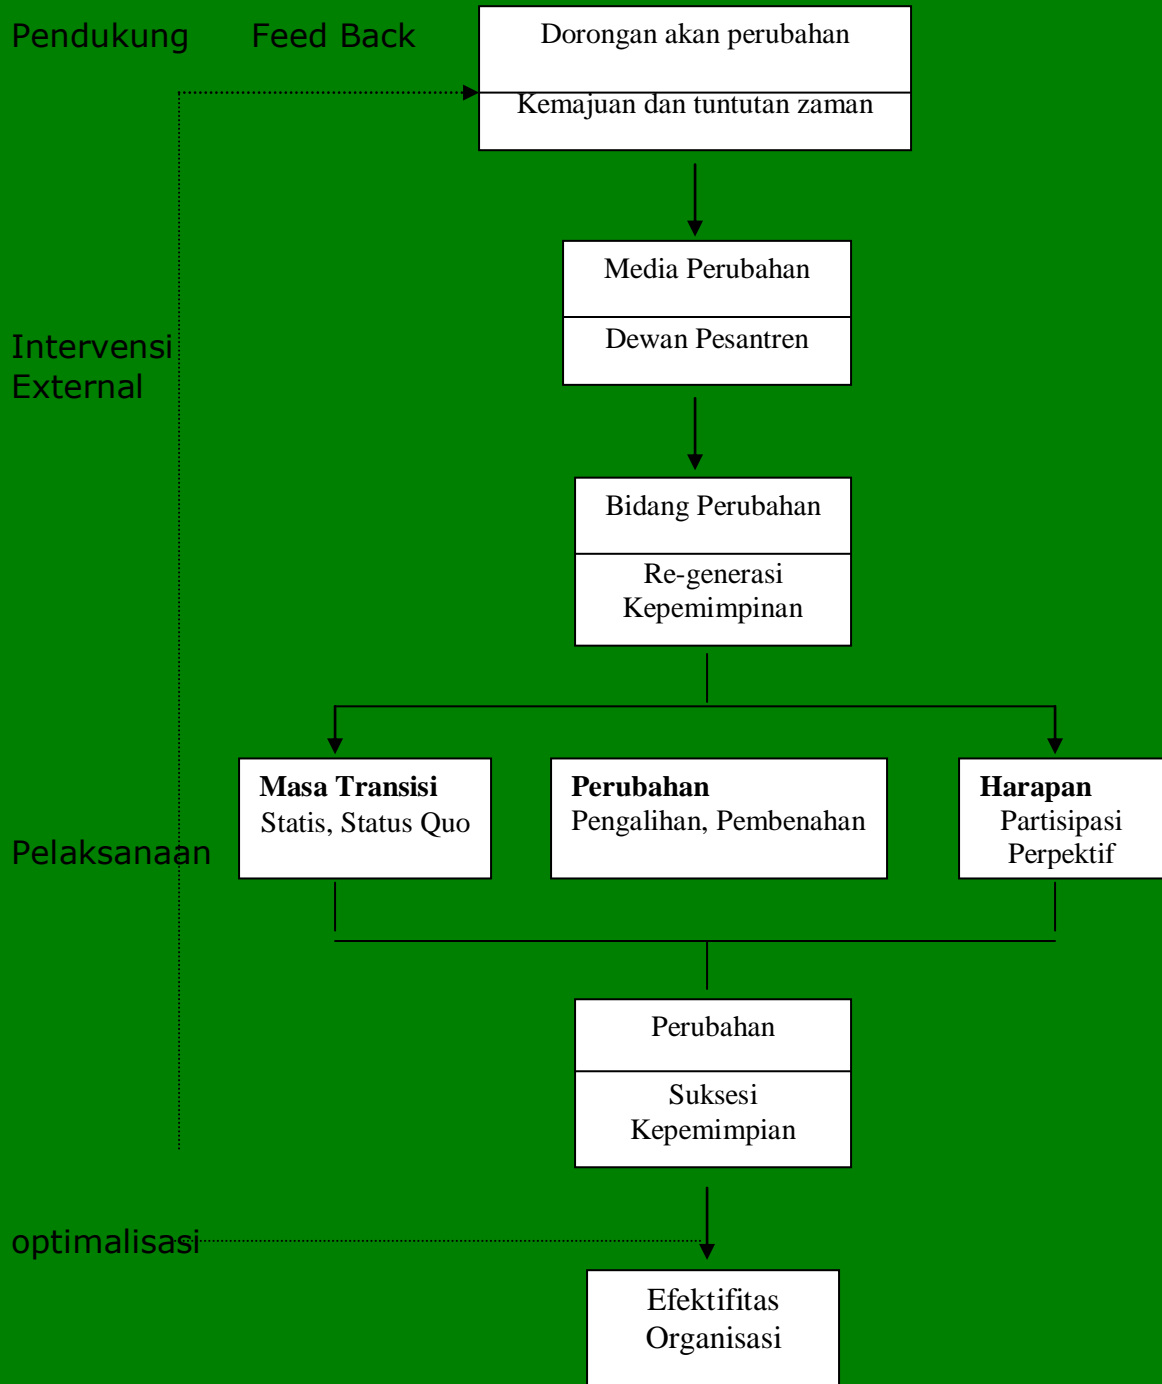 Pendukung Feed Back
Dorongan akan perubahan
Kemajuan dan tuntutan zaman
Media Perubahan
Dewan Pesantren
Intervensi
External
Bidang Perubahan
Re-generasi
Kepemimpinan
Masa Transisi
Statis, Status Quo
Perubahan
Pengalihan, Pembenahan
Harapan
Partisipasi
Perpektif
Pelaksanaan
Perubahan
Suksesi
Kepemimpian
optimalisasi
Efektifitas
Organisasi